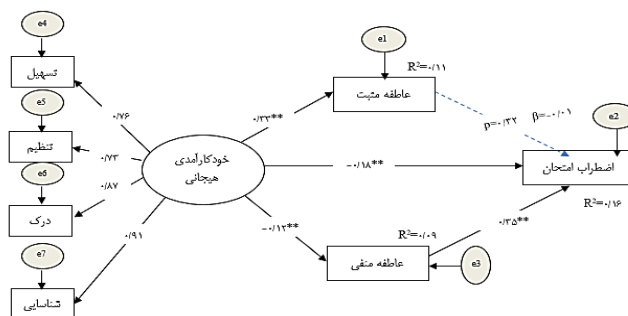 e4
تسهیل
e5
تنظیم
e6
درک
e7
شناسایی
۰/۷۶
۰/۷۳
۰/۸۷
۰/۹۱
خودکارآمدی
هیجانی
e1
R²=۰/۱۱
عاطفه مثبت
۰/۳۳**
p=۰/۳۲ β=-۰/۰۱
e2
-۰/۱۸**
اضطراب امتحان
R²=۰/۱۶
-۰/۱۲**
R²=۰/۰۹
۰/۳۵**
عاطفه منفی
e3